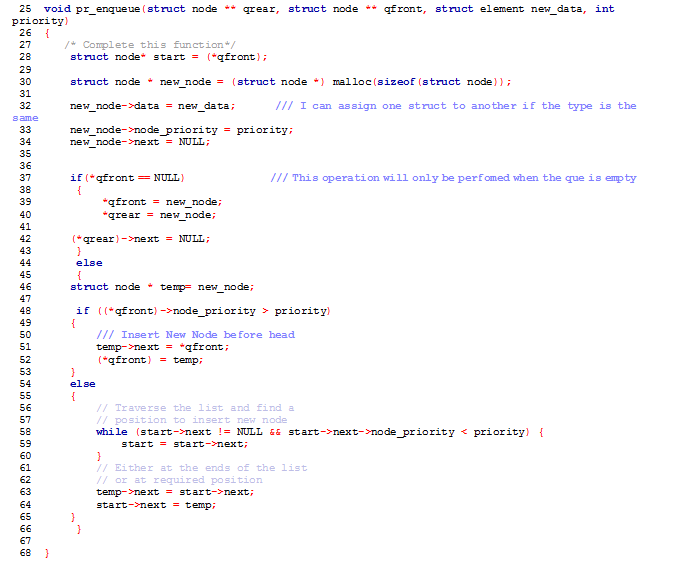 25 void pr_enqueue(struct node ** qrear, struct node ** qfront, struct element new_data, int
priority)
26 {
27 /* Complete this function*/
28 struct node* start = (*qfront);
29
30 struct node * new_node = (struct node *) malloc(sizeof(struct node));
31
32 new_node->data = new_data; /// I can assign one struct to another if the type is the
same
33 new_node->node_priority = priority;
34 new_node->next = NULL;
35
36
37 if(*qfront == NULL) /// This operation will only be perfomed when the que is empty
38 {
39 *qfront = new_node;
40 *qrear = new_node;
41
42 (*qrear)->next = NULL;
43 }
44 else
45 {
46 struct node * temp= new_node;
47
48 if ((*qfront)->node_priority > priority)
49 {
50 /// Insert New Node before head
51 temp->next = *qfront;
52 (*qfront) = temp;
53 }
54 else
55 {
56 // Traverse the list and find a
57 // position to insert new node
58 while (start->next != NULL && start->next->node_priority < priority) {
59 start = start->next;
60 }
61 // Either at the ends of the list
62 // or at required position
63 temp->next = start->next;
64 start->next = temp;
65 }
66 }
67
68 }